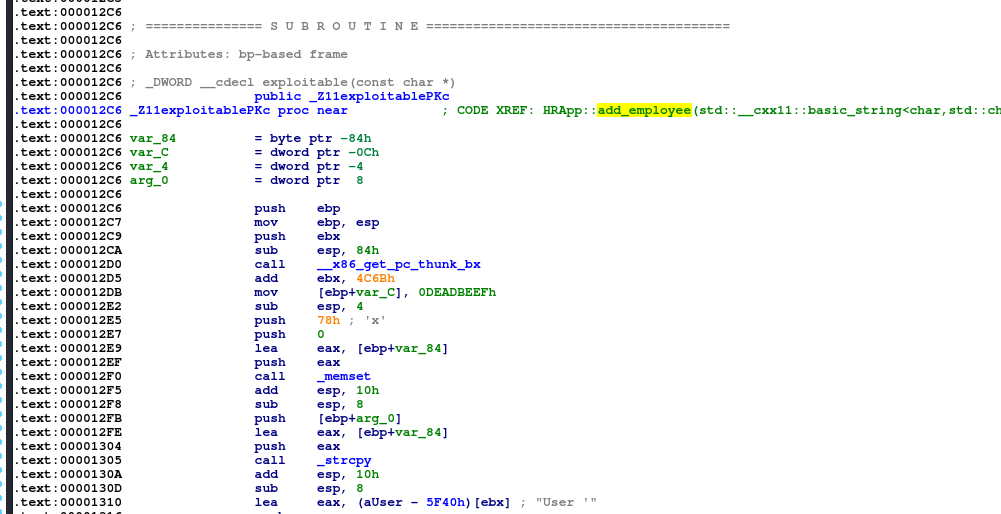 .text:000012C6
.text:000012C6 ; =============== S U B R O U T I N E =======================================
.text:000012C6
.text:000012C6 ; Attributes: bp-based frame
.text:000012C6
.text:000012C6 ; _DWORD __cdecl exploitable(const char *)
.text:000012C6 public _Z11exploitablePKc
.text:000012C6 _Z11exploitablePKc proc near ; CODE XREF: HRApp::add_employee(std::__cxx11::basic_string<char,std::ch
.text:000012C6
.text:000012C6 var_84 = byte ptr -84h
.text:000012C6 var_C = dword ptr -0Ch
.text:000012C6 var_4 = dword ptr -4
.text:000012C6 arg_0 = dword ptr 8
.text:000012C6
.text:000012C6 push ebp
.text:000012C7 mov ebp, esp
.text:000012C9 push ebx
.text:000012CA sub esp, 84h
.text:000012D0 call __x86_get_pc_thunk_bx
.text:000012D5 add ebx, 4C6Bh
.text:000012DB mov [ebp+var_C], 0DEADBEEFh
.text:000012E2 sub esp, 4
.text:000012E5 push 78h ; 'x'
.text:000012E7 push 0
.text:000012E9 lea eax, [ebp+var_84]
.text:000012EF push eax
.text:000012F0 call _memset
.text:000012F5 add esp, 10h
.text:000012F8 sub esp, 8
.text:000012FB push [ebp+arg_0]
.text:000012FE lea eax, [ebp+var_84]
.text:00001304 push eax
.text:00001305 call _strcpy
.text:0000130A add esp, 10h
.text:0000130D sub esp, 8
.text:00001310 lea eax, (aUser - 5F40h)[ebx] ; "User '"